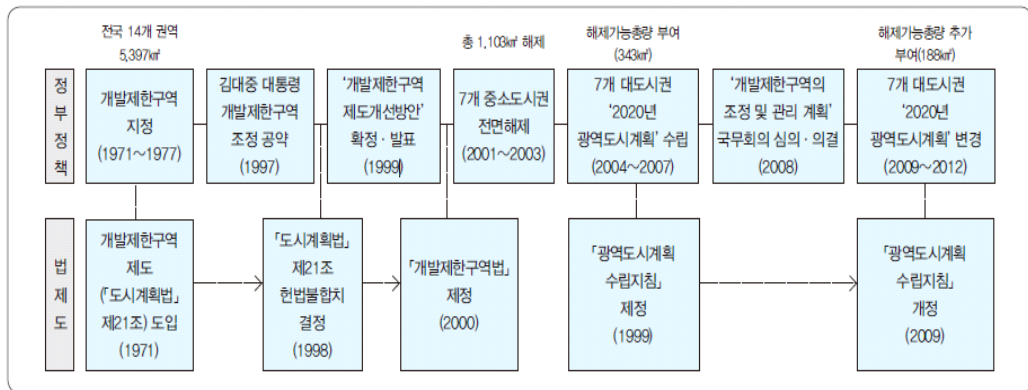 전국 14개 권역
5,397㎢
총 1,103㎢ 해제
해제가능총량 부여
(343㎢)
해제가능총량 추가
부여(188㎢)
정부정책
개발제한구역
지정
(1971~1977)
김대중 대통령
개발제한구역
조정 공약
(1997)
‘개발제한구역
제도개선방안’
확정·발표
(1999)
7개 중소도시권
전면해제
(2001~2003)
7개 대도시권
‘2020년
광역도시계획’ 수립
(2004~2007)
‘개발제한구역의
조정 및 관리 계획’
국무회의 심의·의결
(2008)
7개 대도시권
‘2020년
광역도시계획’ 변경
(2009~2012)
법제도
개발제한구역
제도
(｢도시계획법｣
제21조) 도입
(1971)
｢도시계획법｣
제21조
헌법불합치
결정
(1998)
｢개발제한구역법｣
제정
(2000)
｢광역도시계획
수립지침｣
제정
(1999)
｢광역도시계획
수립지침｣
개정
(2009)